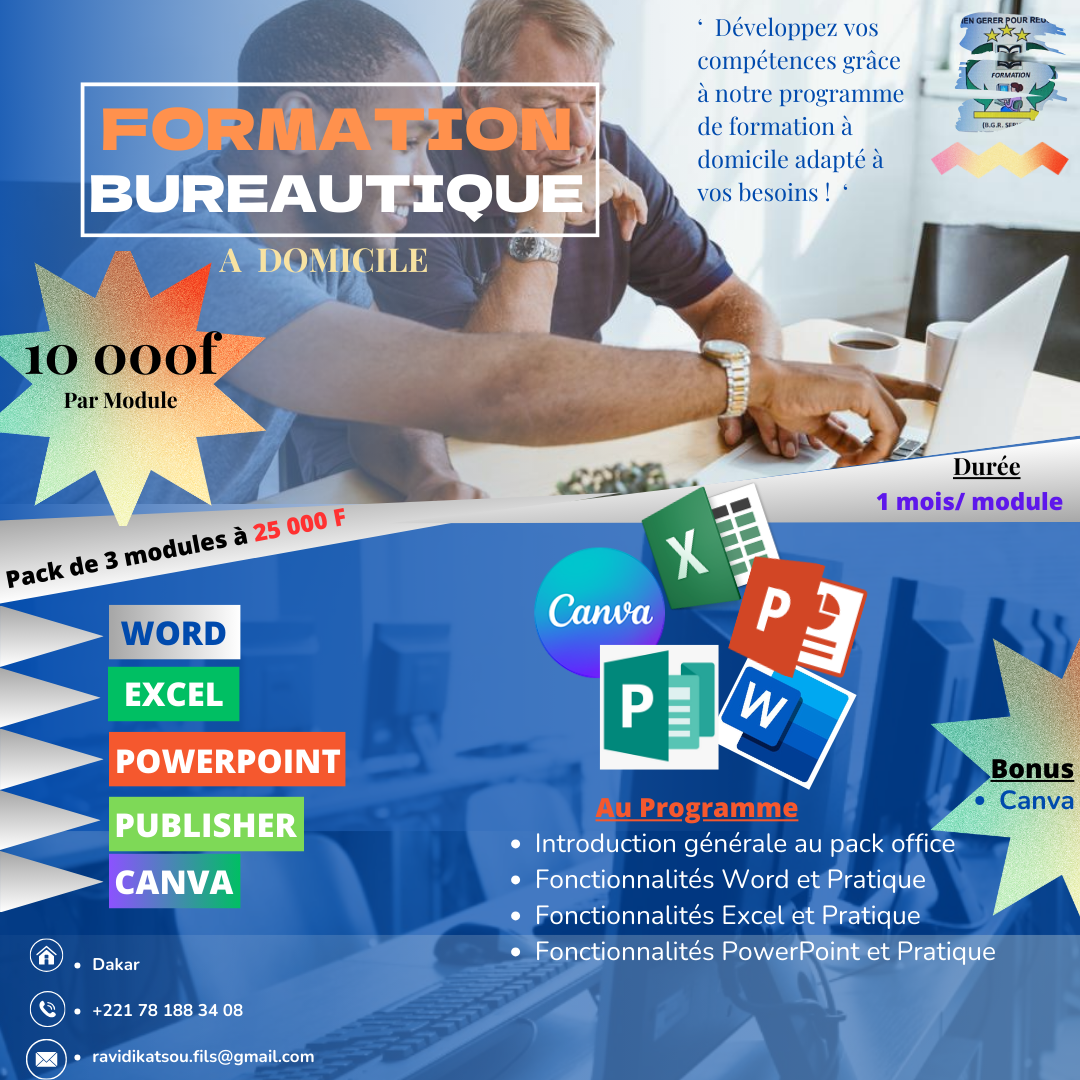 ‘ Développez vos
compétences grâce
à notre programme
de formation à
domicile adapté à
vos besoins ! ‘
FORMATION
(B.G.R.
FORMATION
BUREAUTIQUE
A DOMICILE
10 000f
Par Module
Durée
1 mois/ module
Pack de 3 modules à 25 000 F
WORD
EXCEL
POWERPOINT
PUBLISHER
CANVA
Canva
X
P
P
W
Bonus
• Canva
Au Programme
• Introduction générale au pack office
• Fonctionnalités Word et Pratique
• Fonctionnalités Excel et Pratique
• Fonctionnalités PowerPoint et Pratique
• Dakar
• +221 78 188 34 08
• ravidikatsou.fils@gmail.com